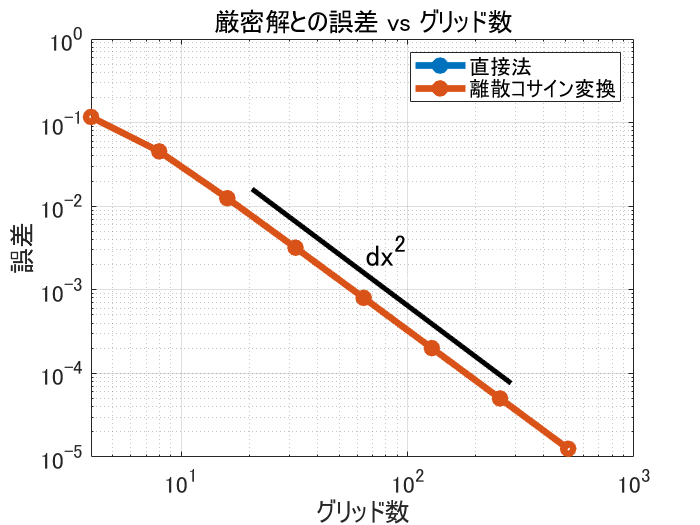 厳密解との誤差 vs グリッド数
直接法
離散コサイン変換
10^0
10^-1
10^-2
10^-3
10^-4
10^-5
誤差
dx^2
10^1
10^2
10^3
グリッド数